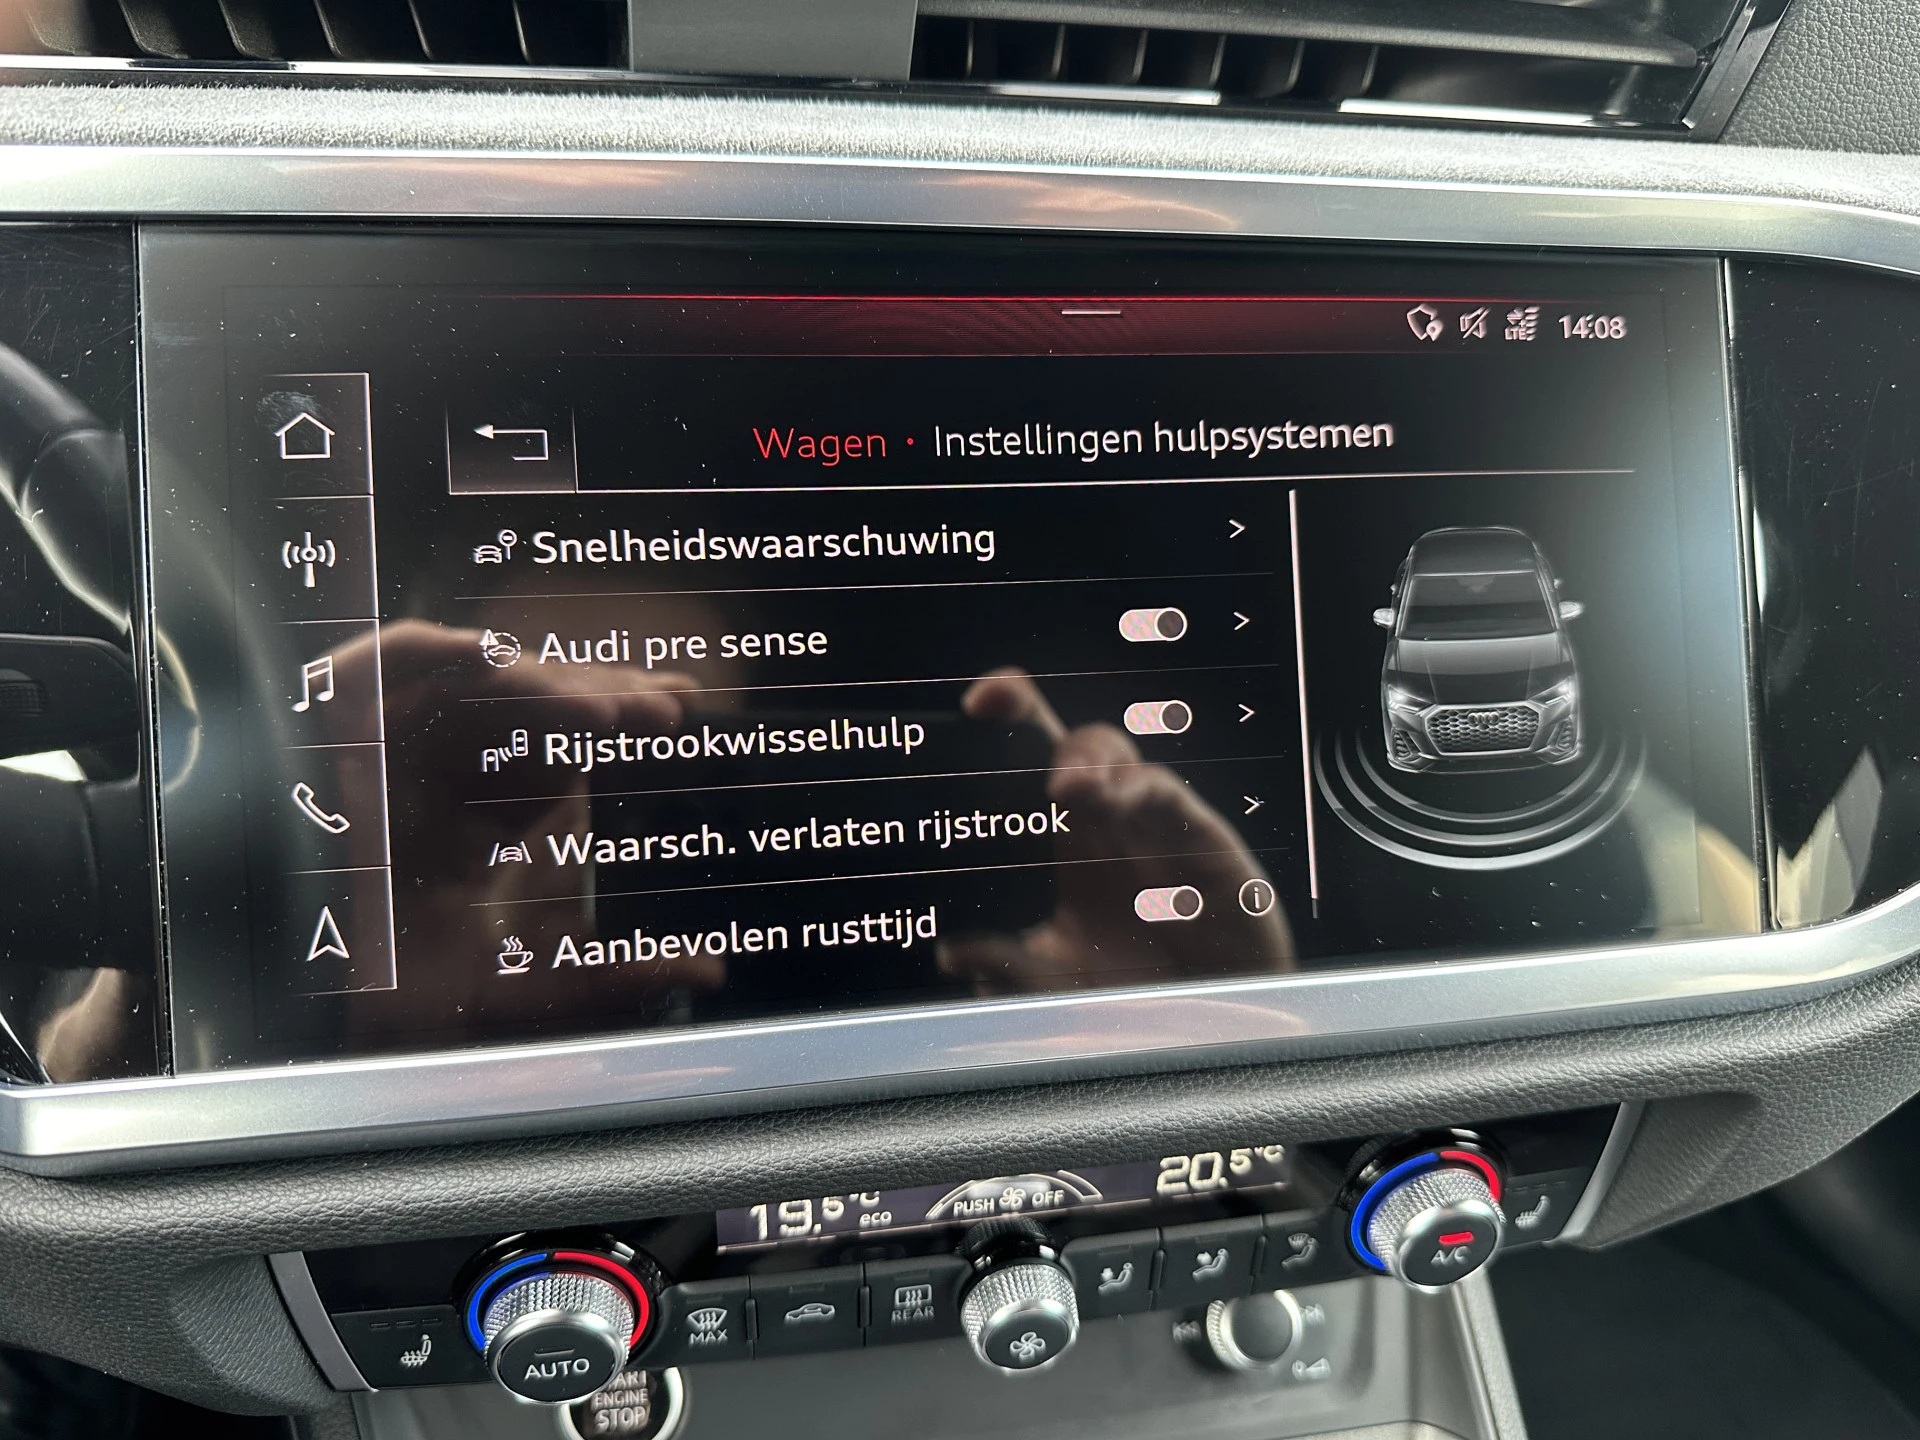 LTE 14:08
Wagen • Instellingen hulpsystemen
Snelheidswaarschuwing
Audi pre sense
Rijstrookwisselhulp
Waarsch. verlaten rijstrook
Aanbevolen rusttijd
i
19.5°C eco
PUSH OFF
20.5°C
AUTO
MAX
REAR
A/C
ENGINE
STOP